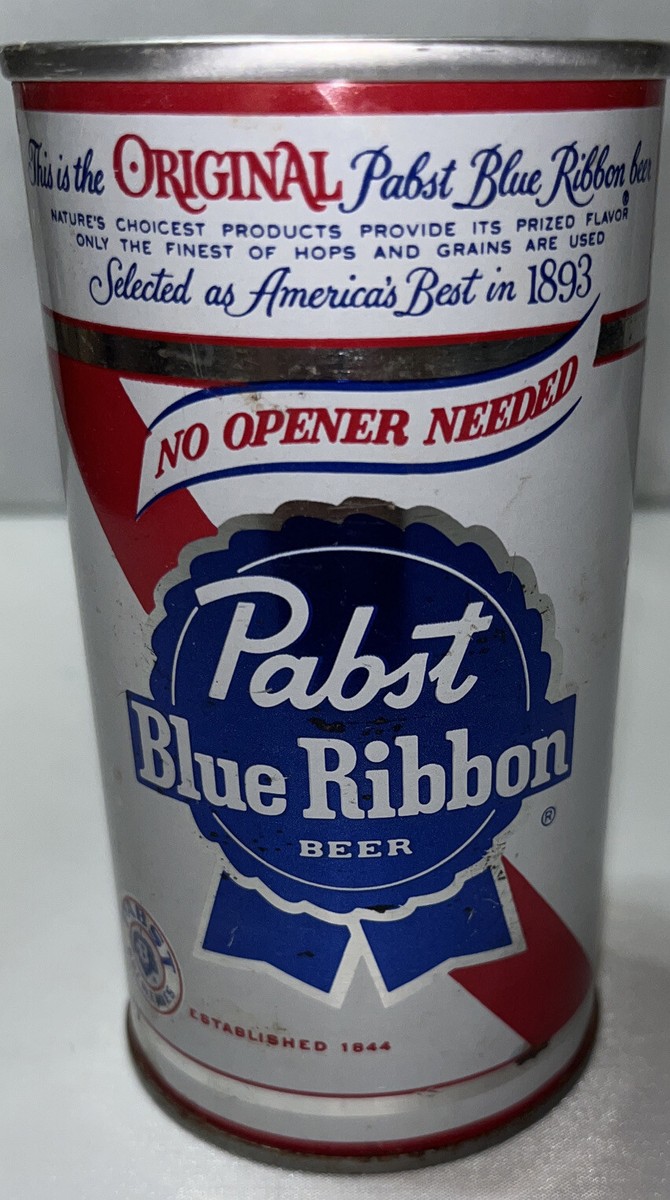 This is the ORIGINAL Pabst Blue Ribbon beer
NATURE'S CHOICEST PRODUCTS PROVIDE ITS PRIZED FLAVOR
ONLY THE FINEST OF HOPS AND GRAINS ARE USED
Selected as America's Best in 1893
NO OPENER NEEDED
Pabst
Blue Ribbon
®
BEER
PABST
ESTABLISHED 1844